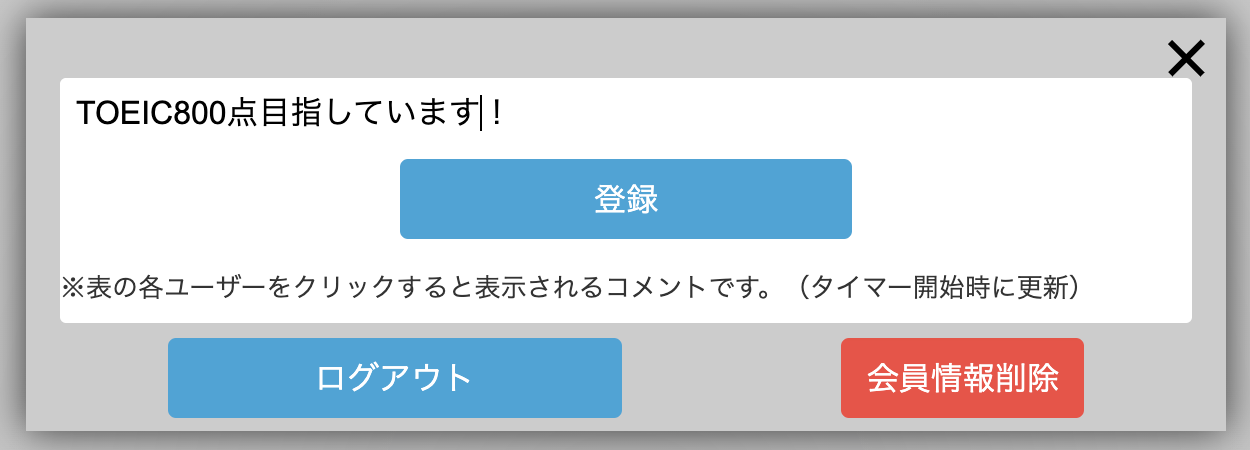 TOEIC800点目指しています！
登録
※表の各ユーザーをクリックすると表示されるコメントです。（タイマー開始時に更新）
ログアウト
会員情報削除